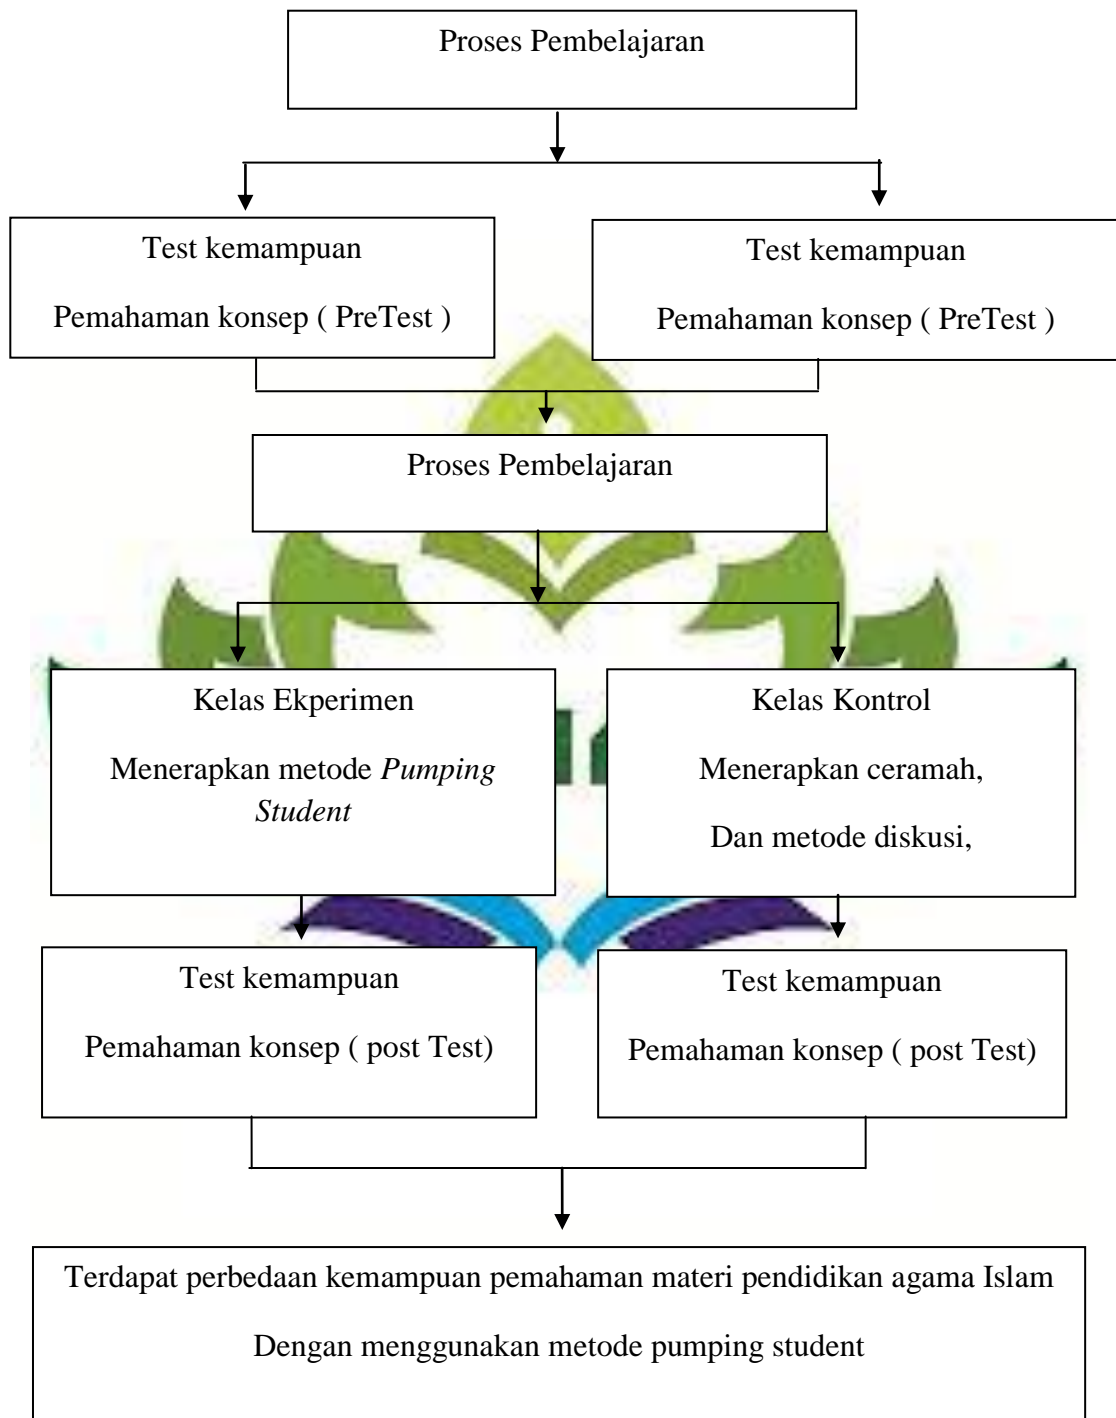 Proses Pembelajaran
Test kemampuan
Pemahaman konsep ( PreTest )
Test kemampuan
Pemahaman konsep ( PreTest )
Proses Pembelajaran
Kelas Ekperimen
Menerapkan metode Pumping
Student
Kelas Kontrol
Menerapkan ceramah,
Dan metode diskusi,
Test kemampuan
Pemahaman konsep ( post Test)
Test kemampuan
Pemahaman konsep ( post Test)
Terdapat perbedaan kemampuan pemahaman materi pendidikan agama Islam
Dengan menggunakan metode pumping student